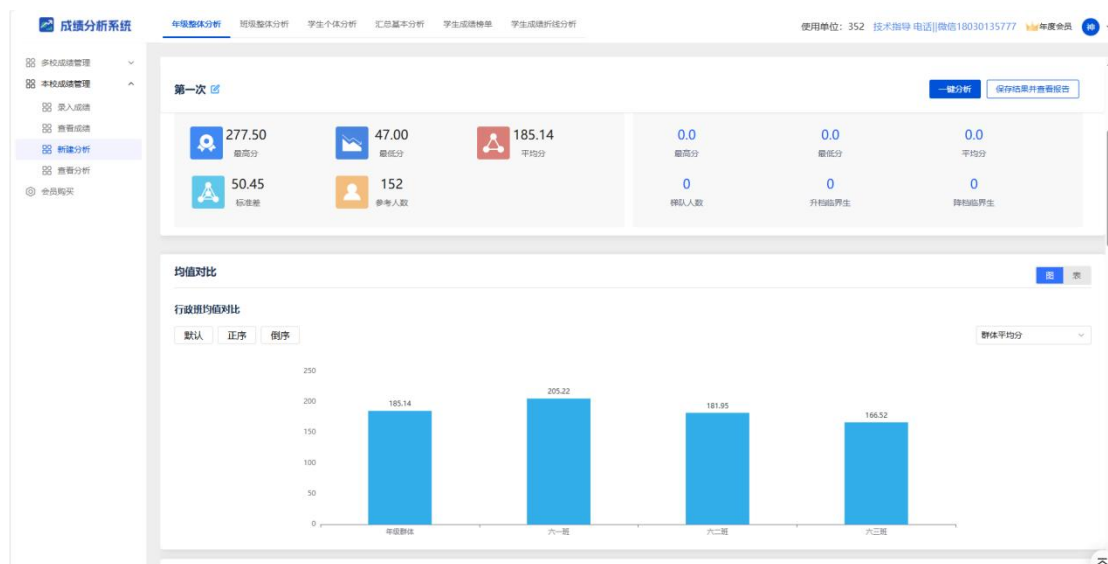 成绩分析系统
年级整体分析 班级整体分析 学生个体分析 汇总基本分析 学生成绩榜单 学生成绩折线分析
使用单位：352 技术指导 电话||微信18030135777 年度会员 帅
多校成绩管理
本校成绩管理
录入成绩
查看成绩
新建分析
查看分析
会员购买
第一次
一键分析 保存结果并查看报告
277.50 47.00 185.14
最高分 最低分 平均分
50.45 152
标准差 参考人数
0.0 0.0 0.0
最高分 最低分 平均分
0 0 0
梯队人数 升档临界生 降档临界生
均值对比
图 表
行政班均值对比
默认 正序 倒序
群体平均分
250
200
150
100
50
0
185.14 205.22 181.95 166.52
年级群体 六一班 六二班 六三班